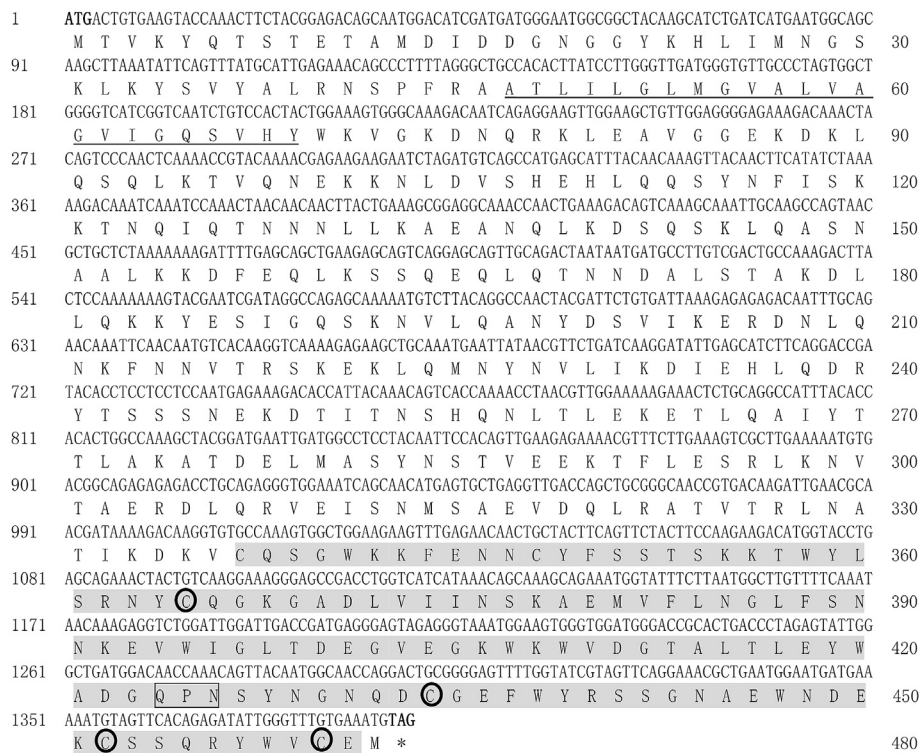 1 ATGACTGTGAAGTACCAAACTTCTACGGAGACAGCAATGGACATCGATGATGGGAATGGCGGCTACAAGCATCTGATCATGAATGGCAGC
M T V K Y Q T S T E T A M D I D D G N G G Y K H L I M N G S 30
91 AAGCTTAAATATTCAGTTTATGCATTGAGAAACAGCCCTTTTAGGGCTGCCACACTTATCCTTGGGTTGATGGGTGTTGCCCTAGTGGCT
K L K Y S V Y A L R N S P F R A A T L I L G L M G V A L V A 60
181 GGGGTCATCGGTCAATCTGTCCACTACTGGAAAGTGGGCAAAGACAATCAGAGGAAGTTGGAAGCTGTTGGAGGGGAGAAAGACAAACTA
G V I G Q S V H Y W K V G K D N Q R K L E A V G G E K D K L 90
271 CAGTCCCAACTCAAAACCGTACAAAACGAGAAGAAGAATCTAGATGTCAGCCATGAGCATTTACAACAAAGTTACAACTTCATATCTAAA
Q S Q L K T V Q N E K K N L D V S H E H L Q Q S Y N F I S K 120
361 AAGACAAATCAAATCCAAACTAACAACAACTTACTGAAAGCGGAGGCAAACCAACTGAAAGACAGTCAAAGCAAATTGCAAGCCAGTAAC
K T N Q I Q T N N N L L K A E A N Q L K D S Q S K L Q A S N 150
451 GCTGCTCTAAAAAAAGATTTTGAGCAGCTGAAGAGCAGTCAGGAGCAGTTGCAGACTAATAATGATGCCTTGTCGACTGCCAAAGACTTA
A A L K K D F E Q L K S S Q E Q L Q T N N D A L S T A K D L 180
541 CTCCAAAAAAAGTACGAATCGATAGGCCAGAGCAAAAATGTCTTACAGGCCAACTACGATTCTGTGATTAAAGAGAGAGACAATTTGCAG
L Q K K Y E S I G Q S K N V L Q A N Y D S V I K E R D N L Q 210
631 AACAAATTCAACAATGTCACAAGGTCAAAAGAGAAGCTGCAAATGAATTATAACGTTCTGATCAAGGATATTGAGCATCTTCAGGACCGA
N K F N N V T R S K E K L Q M N Y N V L I K D I E H L Q D R 240
721 TACACCTCCTCCTCCAATGAGAAAGACACCATTACAAACAGTCACCAAAACCTAACGTTGGAAAAAGAAACTCTGCAGGCCATTTACACC
Y T S S S N E K D T I T N S H Q N L T L E K E T L Q A I Y T 270
811 ACACTGGCCAAAGCTACGGATGAATTGATGGCCTCCTACAATTCCACAGTTGAAGAGAAAACGTTTCTTGAAAGTCGCTTGAAAAATGTG
T L A K A T D E L M A S Y N S T V E E K T F L E S R L K N V 300
901 ACGGCAGAGAGAGACCTGCAGAGGGTGGAAATCAGCAACATGAGTGCTGAGGTTGACCAGCTGCGGGCAACCGTGACAAGATTGAACGCA
T A E R D L Q R V E I S N M S A E V D Q L R A T V T R L N A 330
991 ACGATAAAAGACAAGGTGTGCCAAAGTGGCTGGAAGAAGTTTGAGAACAACTGCTACTTCAGTTCTACTTCCAAGAAGACATGGTACCTG
T I K D K V C Q S G W K K F E N N C Y F S S T S K K T W Y L 360
1081 AGCAGAAACTACTGTCAAGGAAAGGGAGCCGACCTGGTCATCATAAACAGCAAAGCAGAAATGGTATTTCTTAATGGCTTGTTTTCAAAT
S R N Y C Q G K G A D L V I I N S K A E M V F L N G L F S N 390
1171 AACAAAGAGGTCTGGATTGGATTGACCGATGAGGGAGTAGAGGGTAAATGGAAGTGGGTGGATGGGACCGCACTGACCCTAGAGTATTGG
N K E V W I G L T D E G V E G K W K W V D G T A L T L E Y W 420
1261 GCTGATGGACAACCAAACAGTTACAATGGCAACCAGGACTGCGGGGAGTTTTGGTATCGTAGTTCAGGAAACGCTGAATGGAATGATGAA
A D G Q P N S Y N G N Q D C G E F W Y R S S G N A E W N D E 450
1351 AAATGTAGTTCACAGAGATATTGGGTTTGTGAAATGTAG
K C S S Q R Y W V C E M * 480